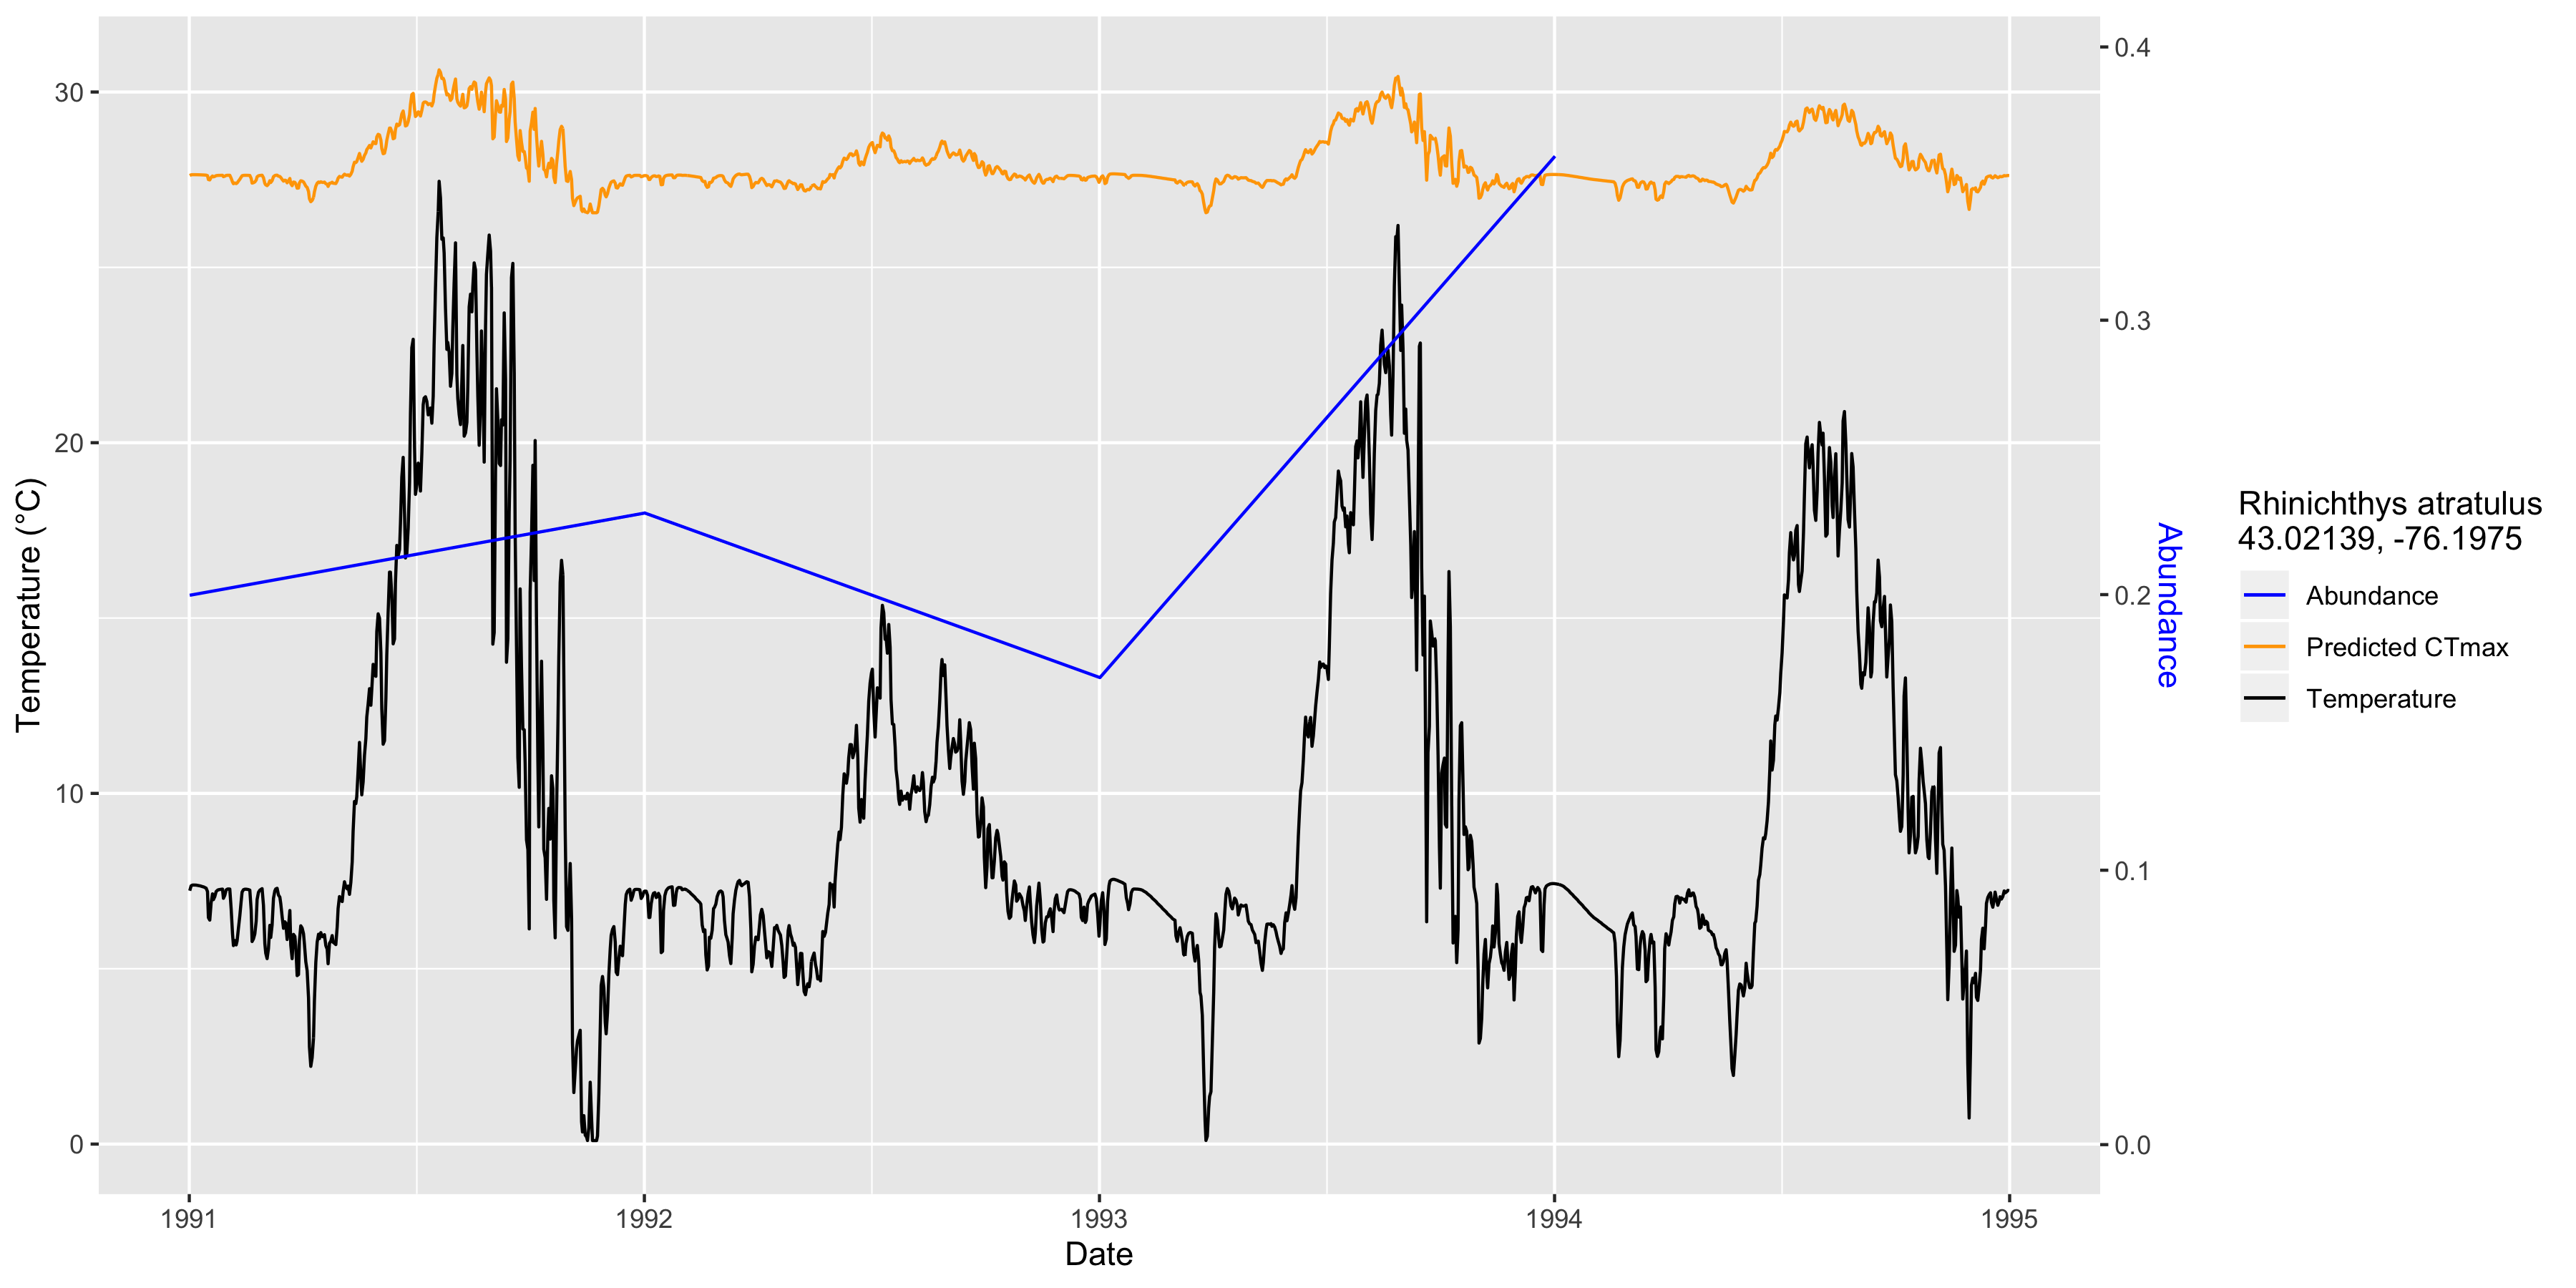 Temperature (°C)
30
20
10
0
0.4
0.3
0.2
0.1
0.0
Abundance
1991
1992
1993
1994
1995
Date
Rhinichthys atratulus
43.02139, -76.1975
Abundance
Predicted CTmax
Temperature